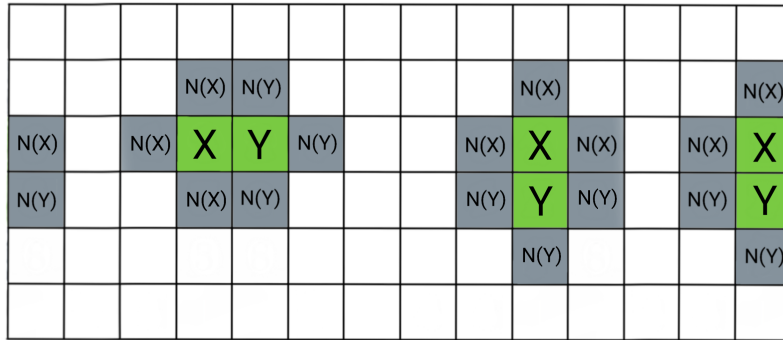 N(X) N(Y) N(X) N(X)
N(X) N(X) X Y N(Y) N(X) X N(X) N(X) X
N(Y) N(X) N(Y) N(Y) Y N(Y) N(Y) Y
N(Y) N(Y)